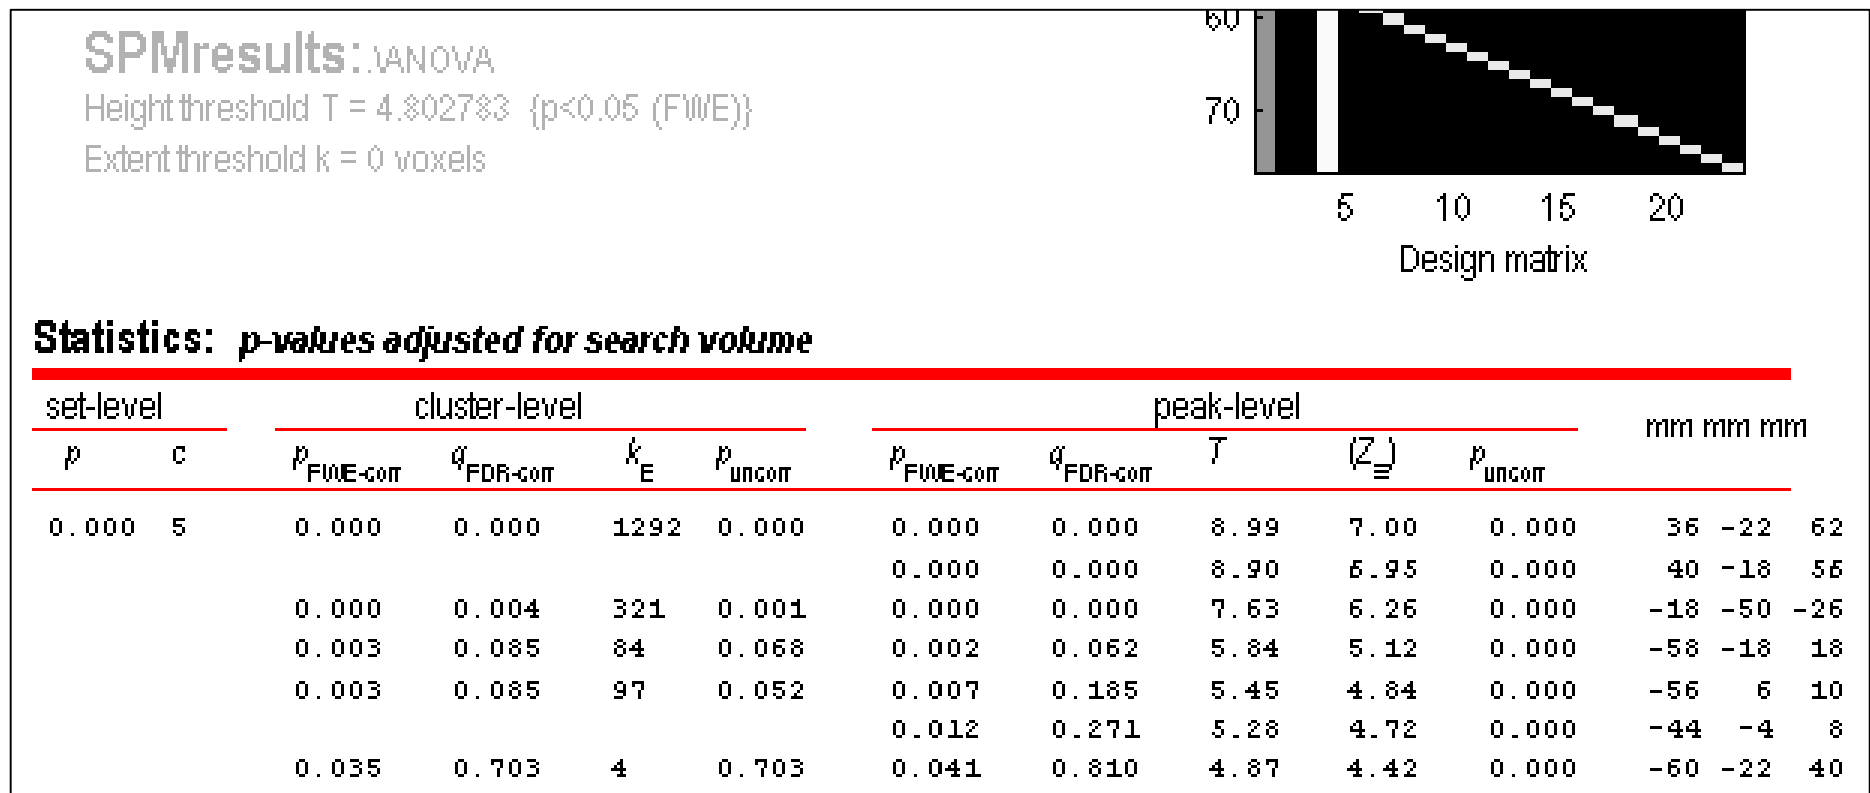 60
SPMresults: .\ANOVA
Height threshold T = 4.802783 {p<0.05 (FWE)}
70
Extent threshold k = 0 voxels
5 10 15 20
Design matrix
Statistics: p-values adjusted for search volume
set-level cluster-level peak-level mm mm mm
p c p FWE-corr q FDR-corr k E p uncorr p FWE-corr q FDR-corr T (Z≡) p uncorr
0.000 5 0.000 0.000 1292 0.000 0.000 0.000 8.99 7.00 0.000 36 -22 62
0.000 0.000 8.90 6.95 0.000 40 -18 56
0.000 0.004 321 0.001 0.000 0.000 7.63 6.26 0.000 -18 -50 -26
0.003 0.085 84 0.068 0.002 0.062 5.84 5.12 0.000 -58 -18 18
0.003 0.085 97 0.052 0.007 0.185 5.45 4.84 0.000 -56 6 10
0.012 0.271 5.28 4.72 0.000 -44 -4 8
0.035 0.703 4 0.703 0.041 0.810 4.87 4.42 0.000 -60 -22 40